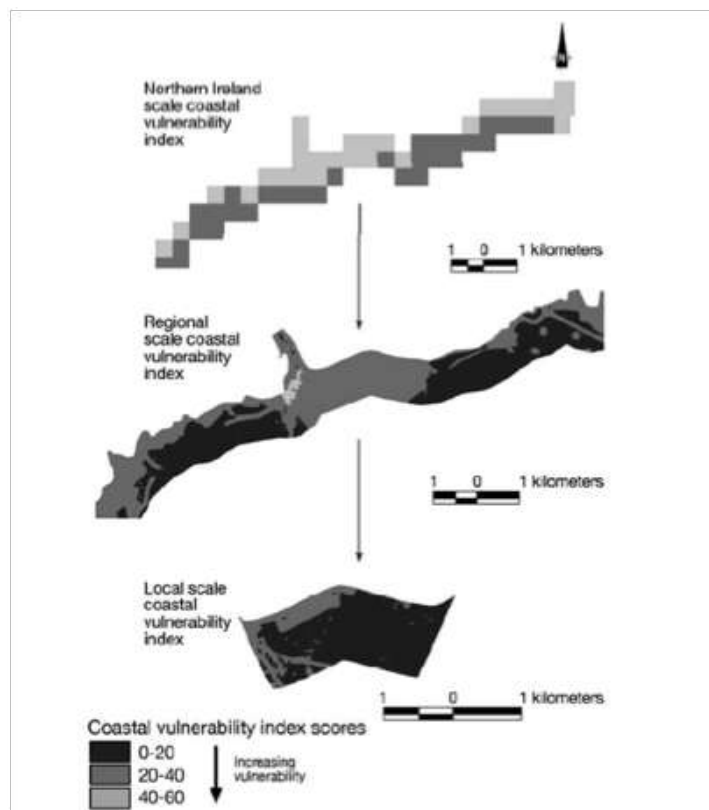 N
Northern Ireland
scale coastal
vulnerability
index
1 0 1 kilometers
Regional
scale coastal
vulnerability
index
1 0 1 kilometers
Local scale
coastal
vulnerability
index
1 0 1 kilometers
Coastal vulnerability index scores
0-20
20-40
40-60
Increasing
vulnerability